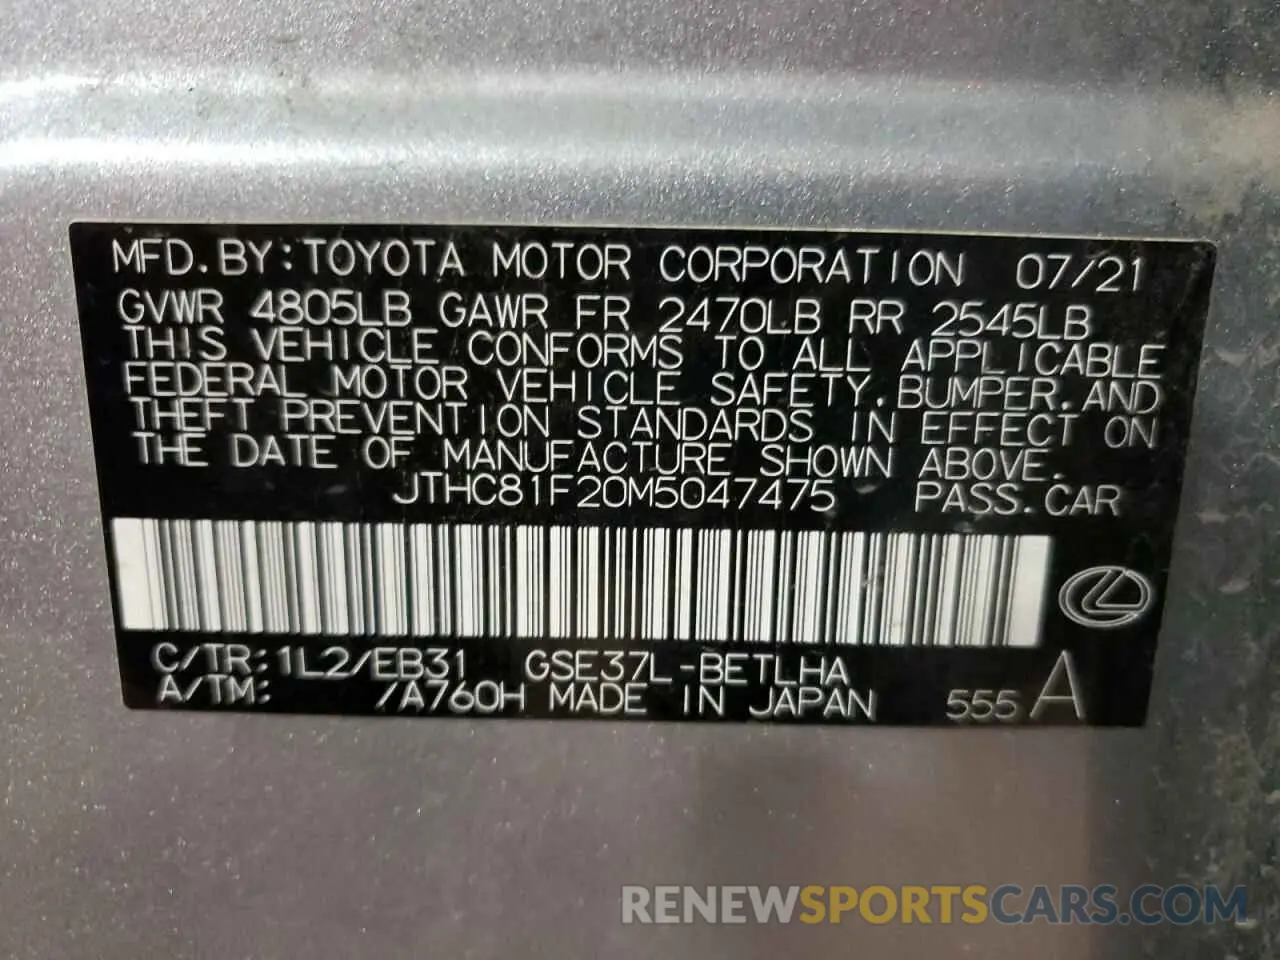 MFD. BY: TOYOTA MOTOR CORPORATION 07/21
GVWR 4805LB GAWR FR 2470LB RR 2545LB
THIS VEHICLE CONFORMS TO ALL APPLICABLE
FEDERAL MOTOR VEHICLE SAFETY, BUMPER, AND
THEFT PREVENTION STANDARDS IN EFFECT ON
THE DATE OF MANUFACTURE SHOWN ABOVE.
JTHC81F20M5047475 PASS. CAR
C/TR: 1L2/EB31 GSE37L-BETLHA
A/TM: /A760H MADE IN JAPAN 555 A
RENEWSPORTSCARS.COM